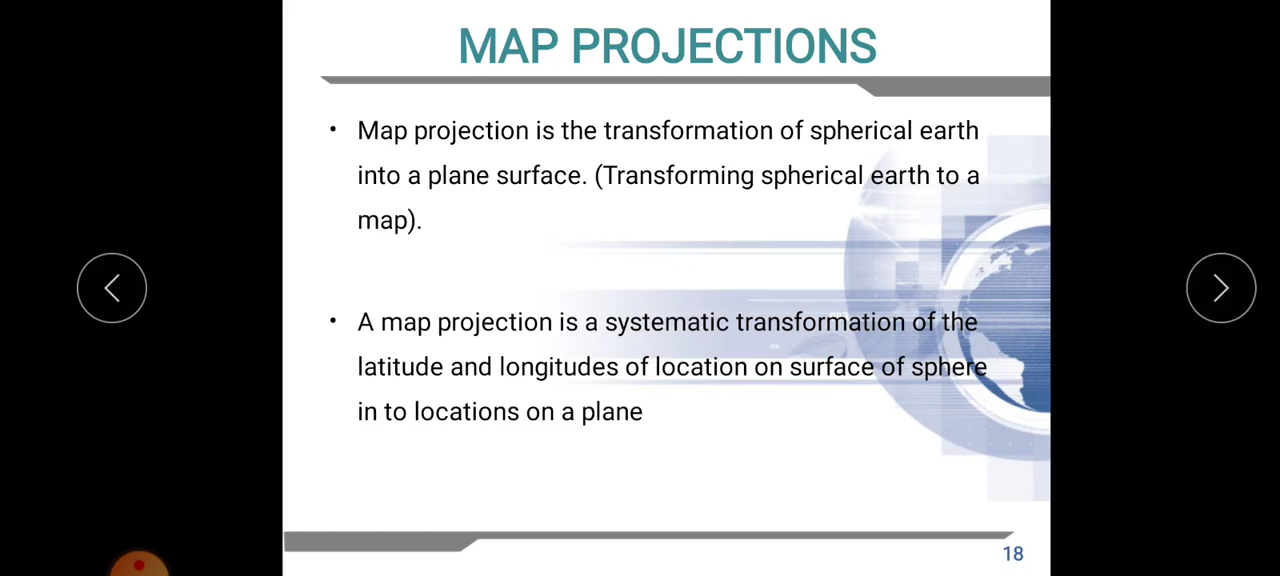 MAP PROJECTIONS
• Map projection is the transformation of spherical earth
into a plane surface. (Transforming spherical earth to a
map).
• A map projection is a systematic transformation of the
latitude and longitudes of location on surface of sphere
in to locations on a plane
18